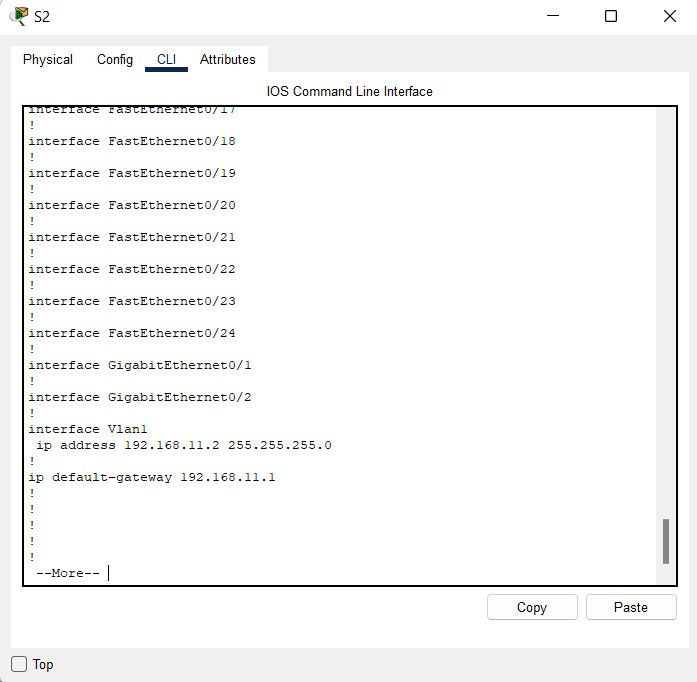 S2
Physical Config CLI Attributes
IOS Command Line Interface
interface FastEthernet0/17
!
interface FastEthernet0/18
!
interface FastEthernet0/19
!
interface FastEthernet0/20
!
interface FastEthernet0/21
!
interface FastEthernet0/22
!
interface FastEthernet0/23
!
interface FastEthernet0/24
!
interface GigabitEthernet0/1
!
interface GigabitEthernet0/2
!
interface Vlan1
 ip address 192.168.11.2 255.255.255.0
!
ip default-gateway 192.168.11.1
!
!
!
!
!
 --More--
Copy Paste
Top